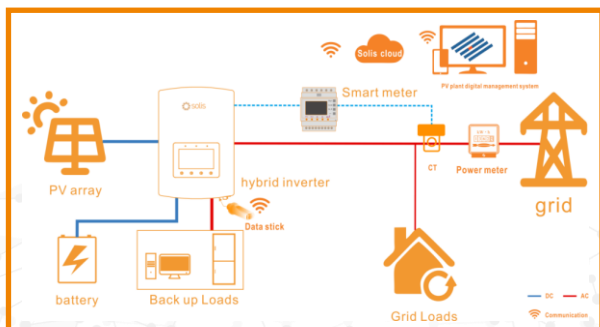 Solis cloud
PV plant digital management system
Smart meter
solis
PV array
hybrid inverter
CT
Power meter
grid
Data stick
battery
Back up Loads
Grid Loads
DC
AC
Communication